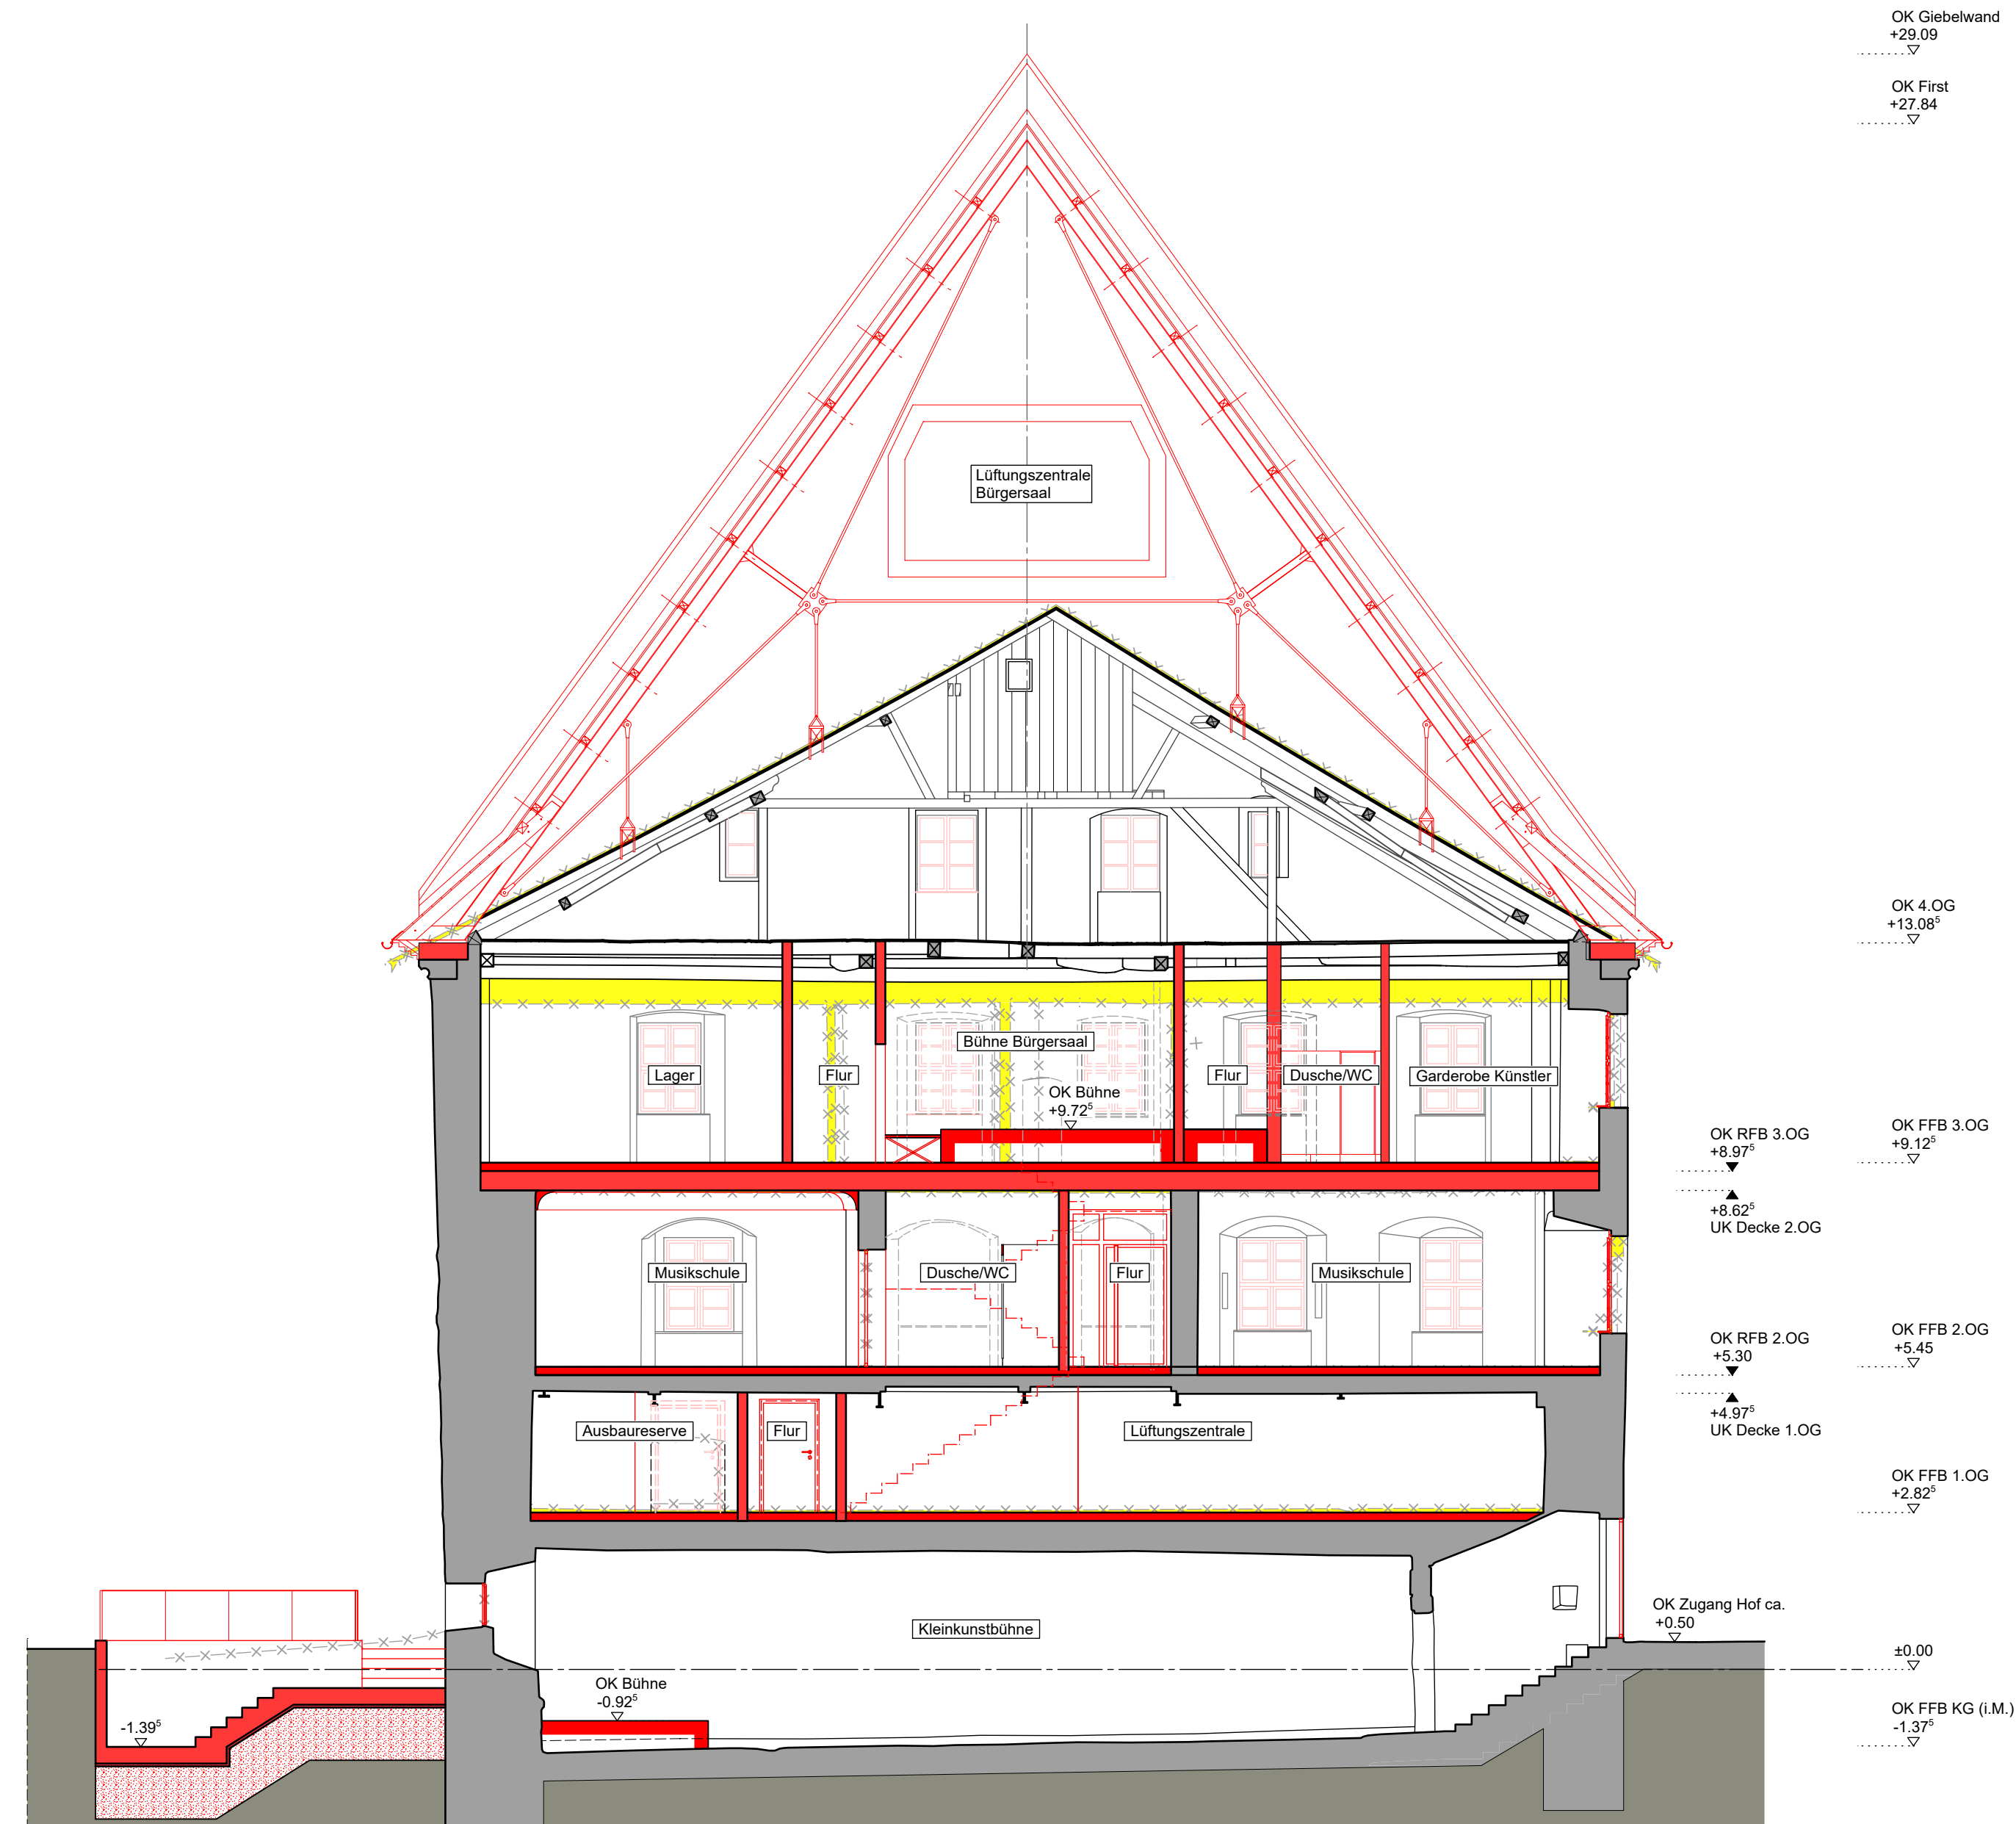 OK Giebelwand
+29.09
OK First
+27.84
Lüftungszentrale
Bürgersaal
OK 4.OG
+13.08⁵
Bühne Bürgersaal
Lager
Flur
Flur
Dusche/WC
Garderobe Künstler
OK Bühne
+9.72⁵
OK RFB 3.OG
+8.97⁵
OK FFB 3.OG
+9.12⁵
+8.62⁵
UK Decke 2.OG
Musikschule
Dusche/WC
Flur
Musikschule
OK RFB 2.OG
+5.30
OK FFB 2.OG
+5.45
+4.97⁵
UK Decke 1.OG
Ausbaureserve
Flur
Lüftungszentrale
OK FFB 1.OG
+2.82⁵
Kleinkunstbühne
OK Zugang Hof ca.
+0.50
±0.00
OK Bühne
-0.92⁵
-1.39⁵
OK FFB KG (i.M.)
-1.37⁵